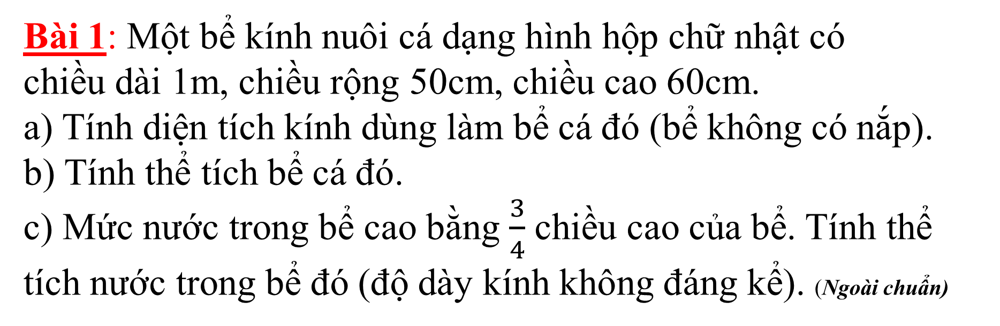 Bài 1: Một bể kính nuôi cá dạng hình hộp chữ nhật có
chiều dài 1m, chiều rộng 50cm, chiều cao 60cm.
a) Tính diện tích kính dùng làm bể cá đó (bể không có nắp).
b) Tính thể tích bể cá đó.
c) Mức nước trong bể cao bằng 3/4 chiều cao của bể. Tính thể
tích nước trong bể đó (độ dày kính không đáng kể). (Ngoài chuẩn)